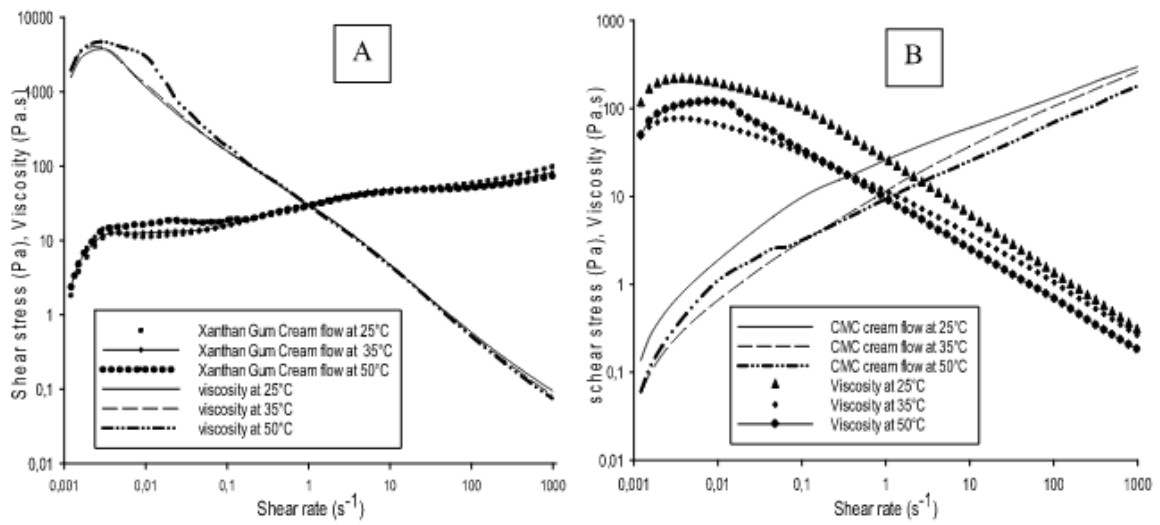 10000
1000
100
10
1
0,1
0,01
Shear stress (Pa), Viscosity (Pa.s)
A
Xanthan Gum Cream flow at 25°C
Xanthan Gum Cream flow at 35°C
Xanthan Gum Cream flow at 50°C
viscosity at 25°C
viscosity at 35°C
viscosity at 50°C
0,001 0,01 0,1 1 10 100 1000
Shear rate (s-1)
1000
100
10
1
0,1
0,01
schear stress (Pa), Viscosity (Pa,s)
B
CMC cream flow at 25°C
CMC cream flow at 35°C
CMC cream flow at 50°C
Viscosity at 25°C
Viscosity at 35°C
Viscosity at 50°C
0,001 0,01 0,1 1 10 100 1000
Shear rate (s-1)